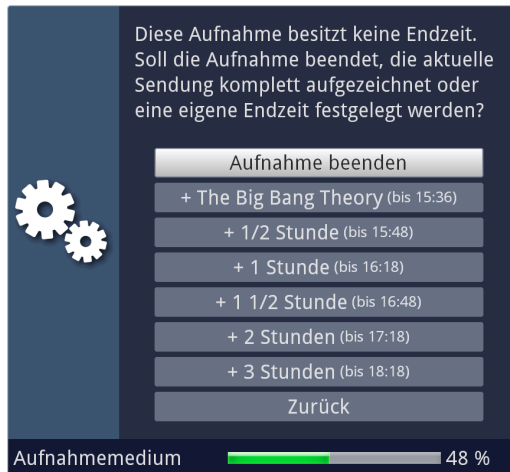 Diese Aufnahme besitzt keine Endzeit.
Soll die Aufnahme beendet, die aktuelle
Sendung komplett aufgezeichnet oder
eine eigene Endzeit festgelegt werden?
Aufnahme beenden
+ The Big Bang Theory (bis 15:36)
+ 1/2 Stunde (bis 15:48)
+ 1 Stunde (bis 16:18)
+ 1 1/2 Stunde (bis 16:48)
+ 2 Stunden (bis 17:18)
+ 3 Stunden (bis 18:18)
Zurück
Aufnahmemedium 48 %